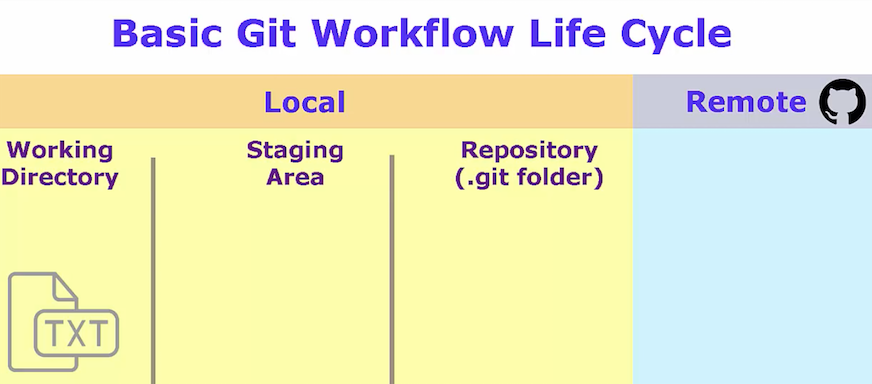 Basic Git Workflow Life Cycle
Local
Remote
Working
Directory
Staging
Area
Repository
(.git folder)
TXT